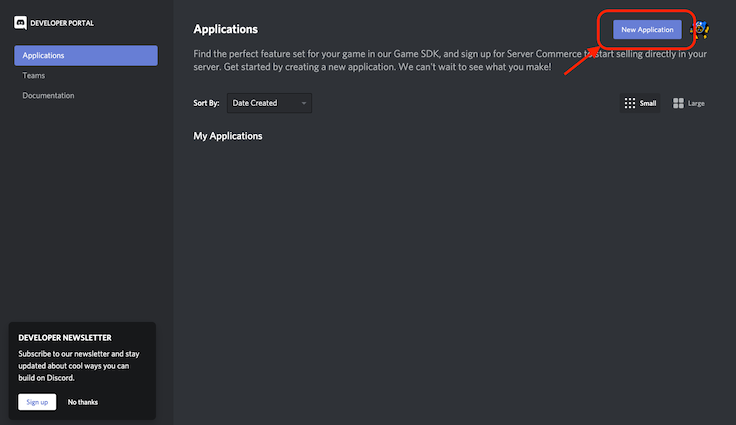 DEVELOPER PORTAL
Applications
Teams
Documentation
Applications
New Application
Find the perfect feature set for your game in our Game SDK, and sign up for Server Commerce to start selling directly in your
server. Get started by creating a new application. We can't wait to see what you make!
Sort By:
Date Created
Small
Large
My Applications
DEVELOPER NEWSLETTER
Subscribe to our newsletter and stay
updated about cool ways you can
build on Discord.
Sign up
No thanks